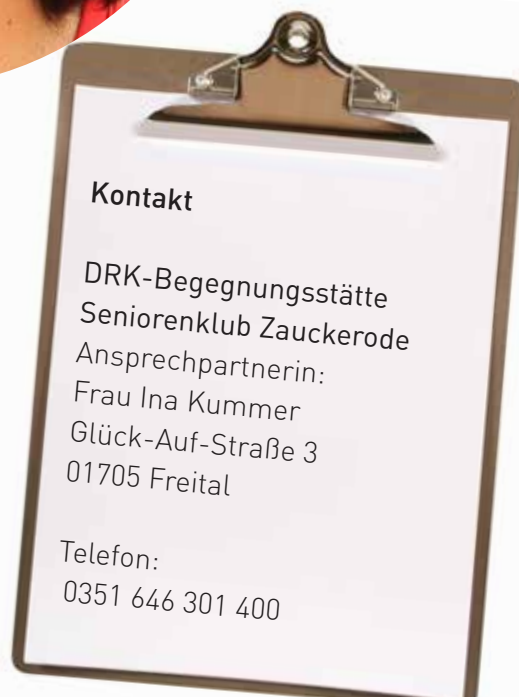 Kontakt
DRK-Begegnungsstätte
Seniorenklub Zauckerode
Ansprechpartnerin:
Frau Ina Kummer
Glück-Auf-Straße 3
01705 Freital
Telefon:
0351 646 301 400